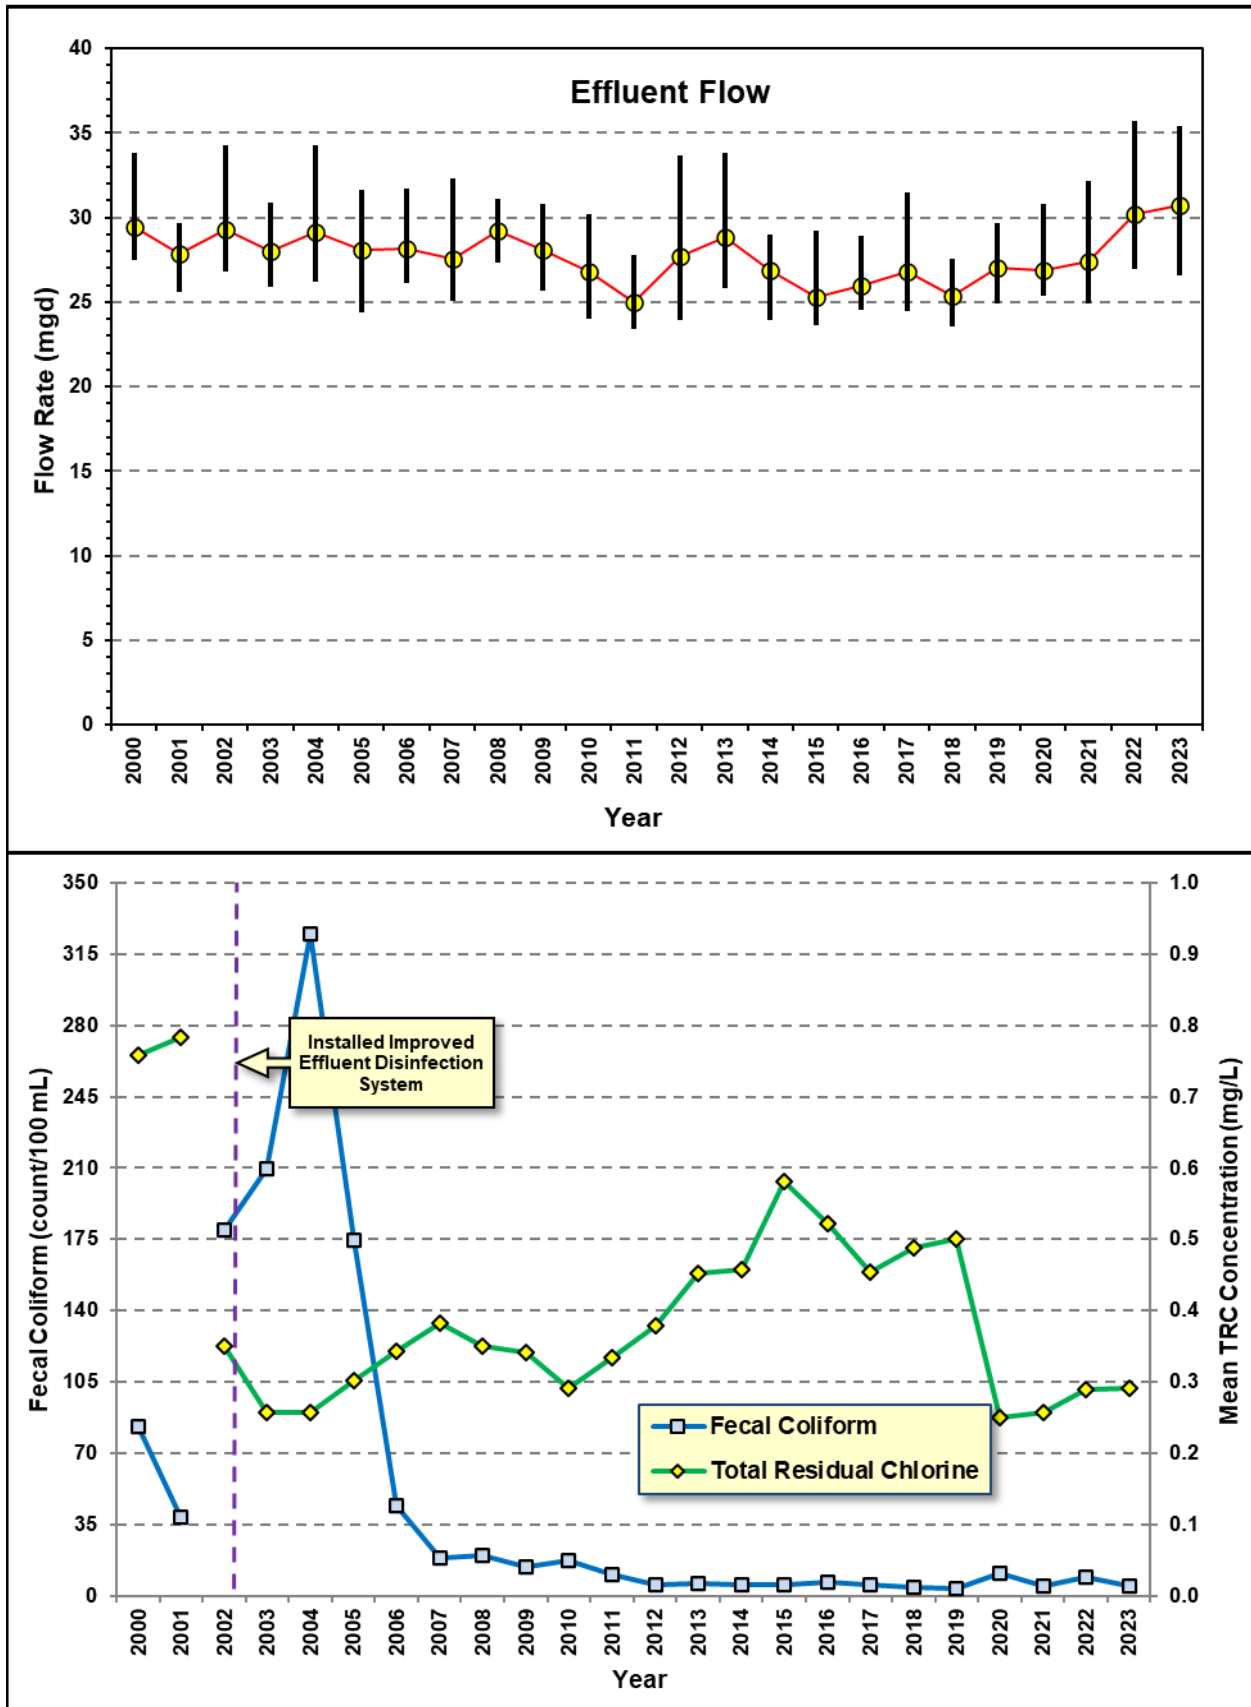 Effluent Flow
Flow Rate (mgd)
40
35
30
25
20
15
10
5
0
2000 2001 2002 2003 2004 2005 2006 2007 2008 2009 2010 2011 2012 2013 2014 2015 2016 2017 2018 2019 2020 2021 2022 2023
Year
Fecal Coliform (count/100 mL)
350
315
280
245
210
175
140
105
70
35
0
1.0
0.9
0.8
0.7
0.6
0.5
0.4
0.3
0.2
0.1
0.0
Mean TRC Concentration (mg/L)
Installed Improved
Effluent Disinfection
System
Fecal Coliform
Total Residual Chlorine
2000 2001 2002 2003 2004 2005 2006 2007 2008 2009 2010 2011 2012 2013 2014 2015 2016 2017 2018 2019 2020 2021 2022 2023
Year